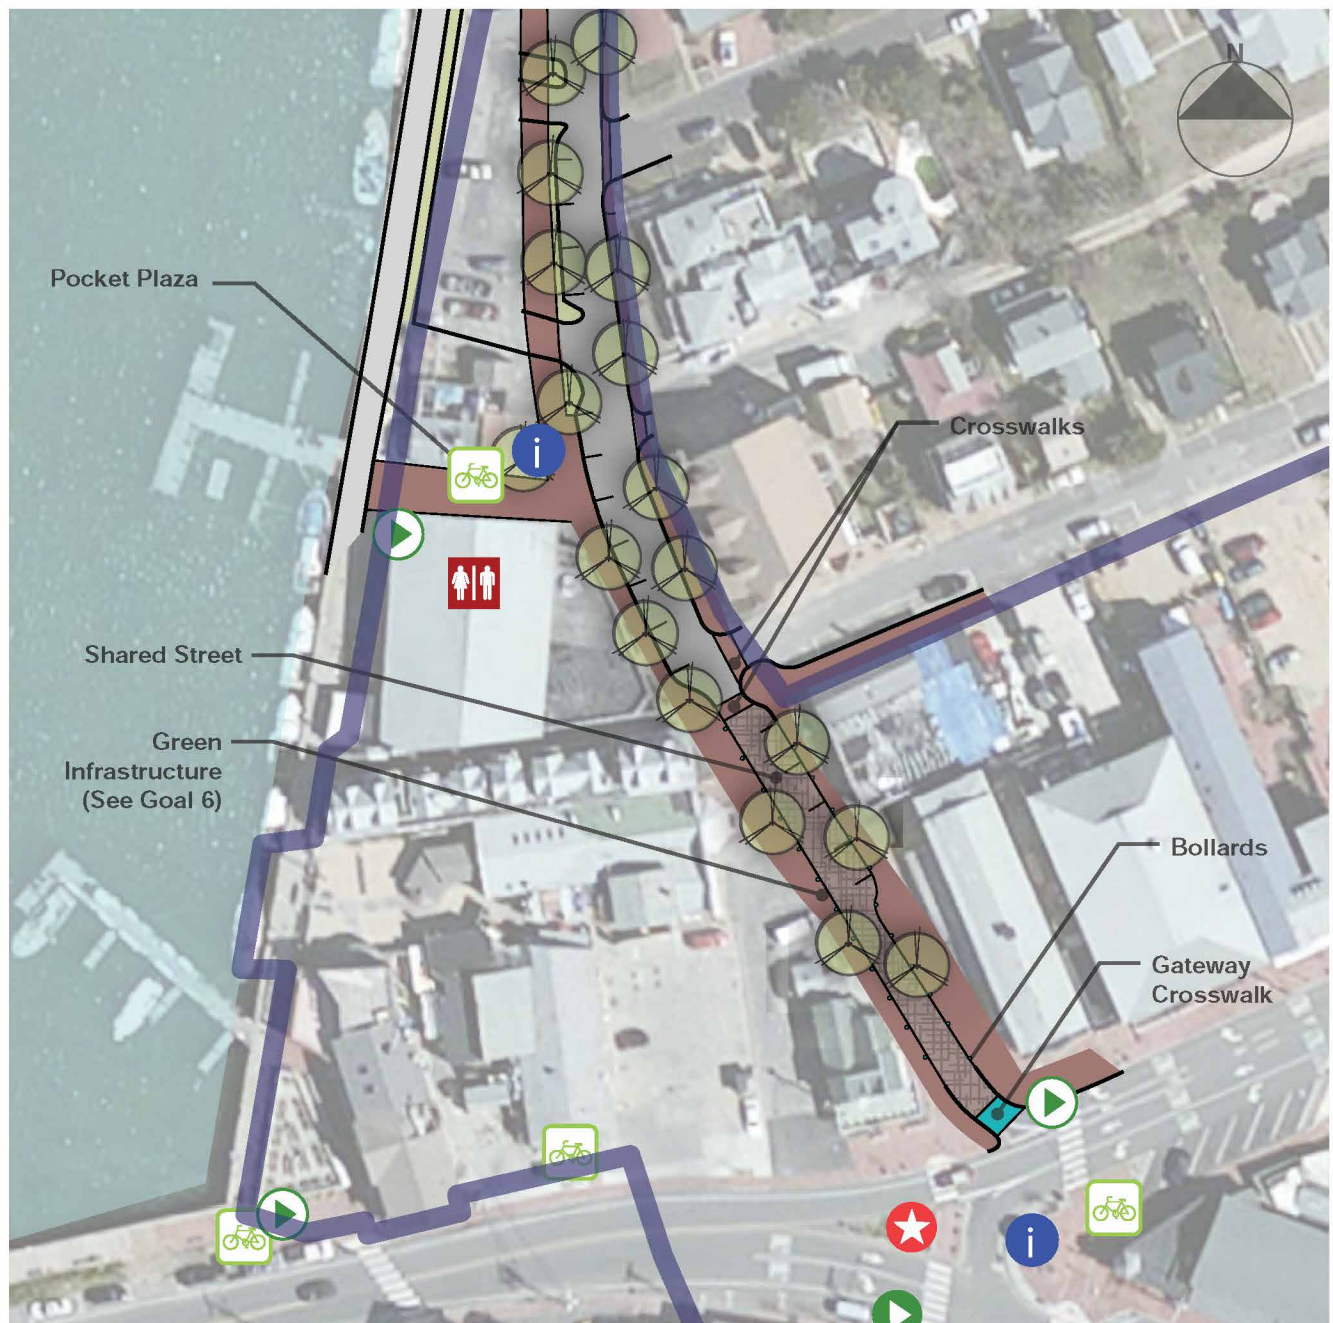 N
Pocket Plaza
i
Crosswalks
Shared Street
Green
Infrastructure
(See Goal 6)
Bollards
Gateway
Crosswalk
i